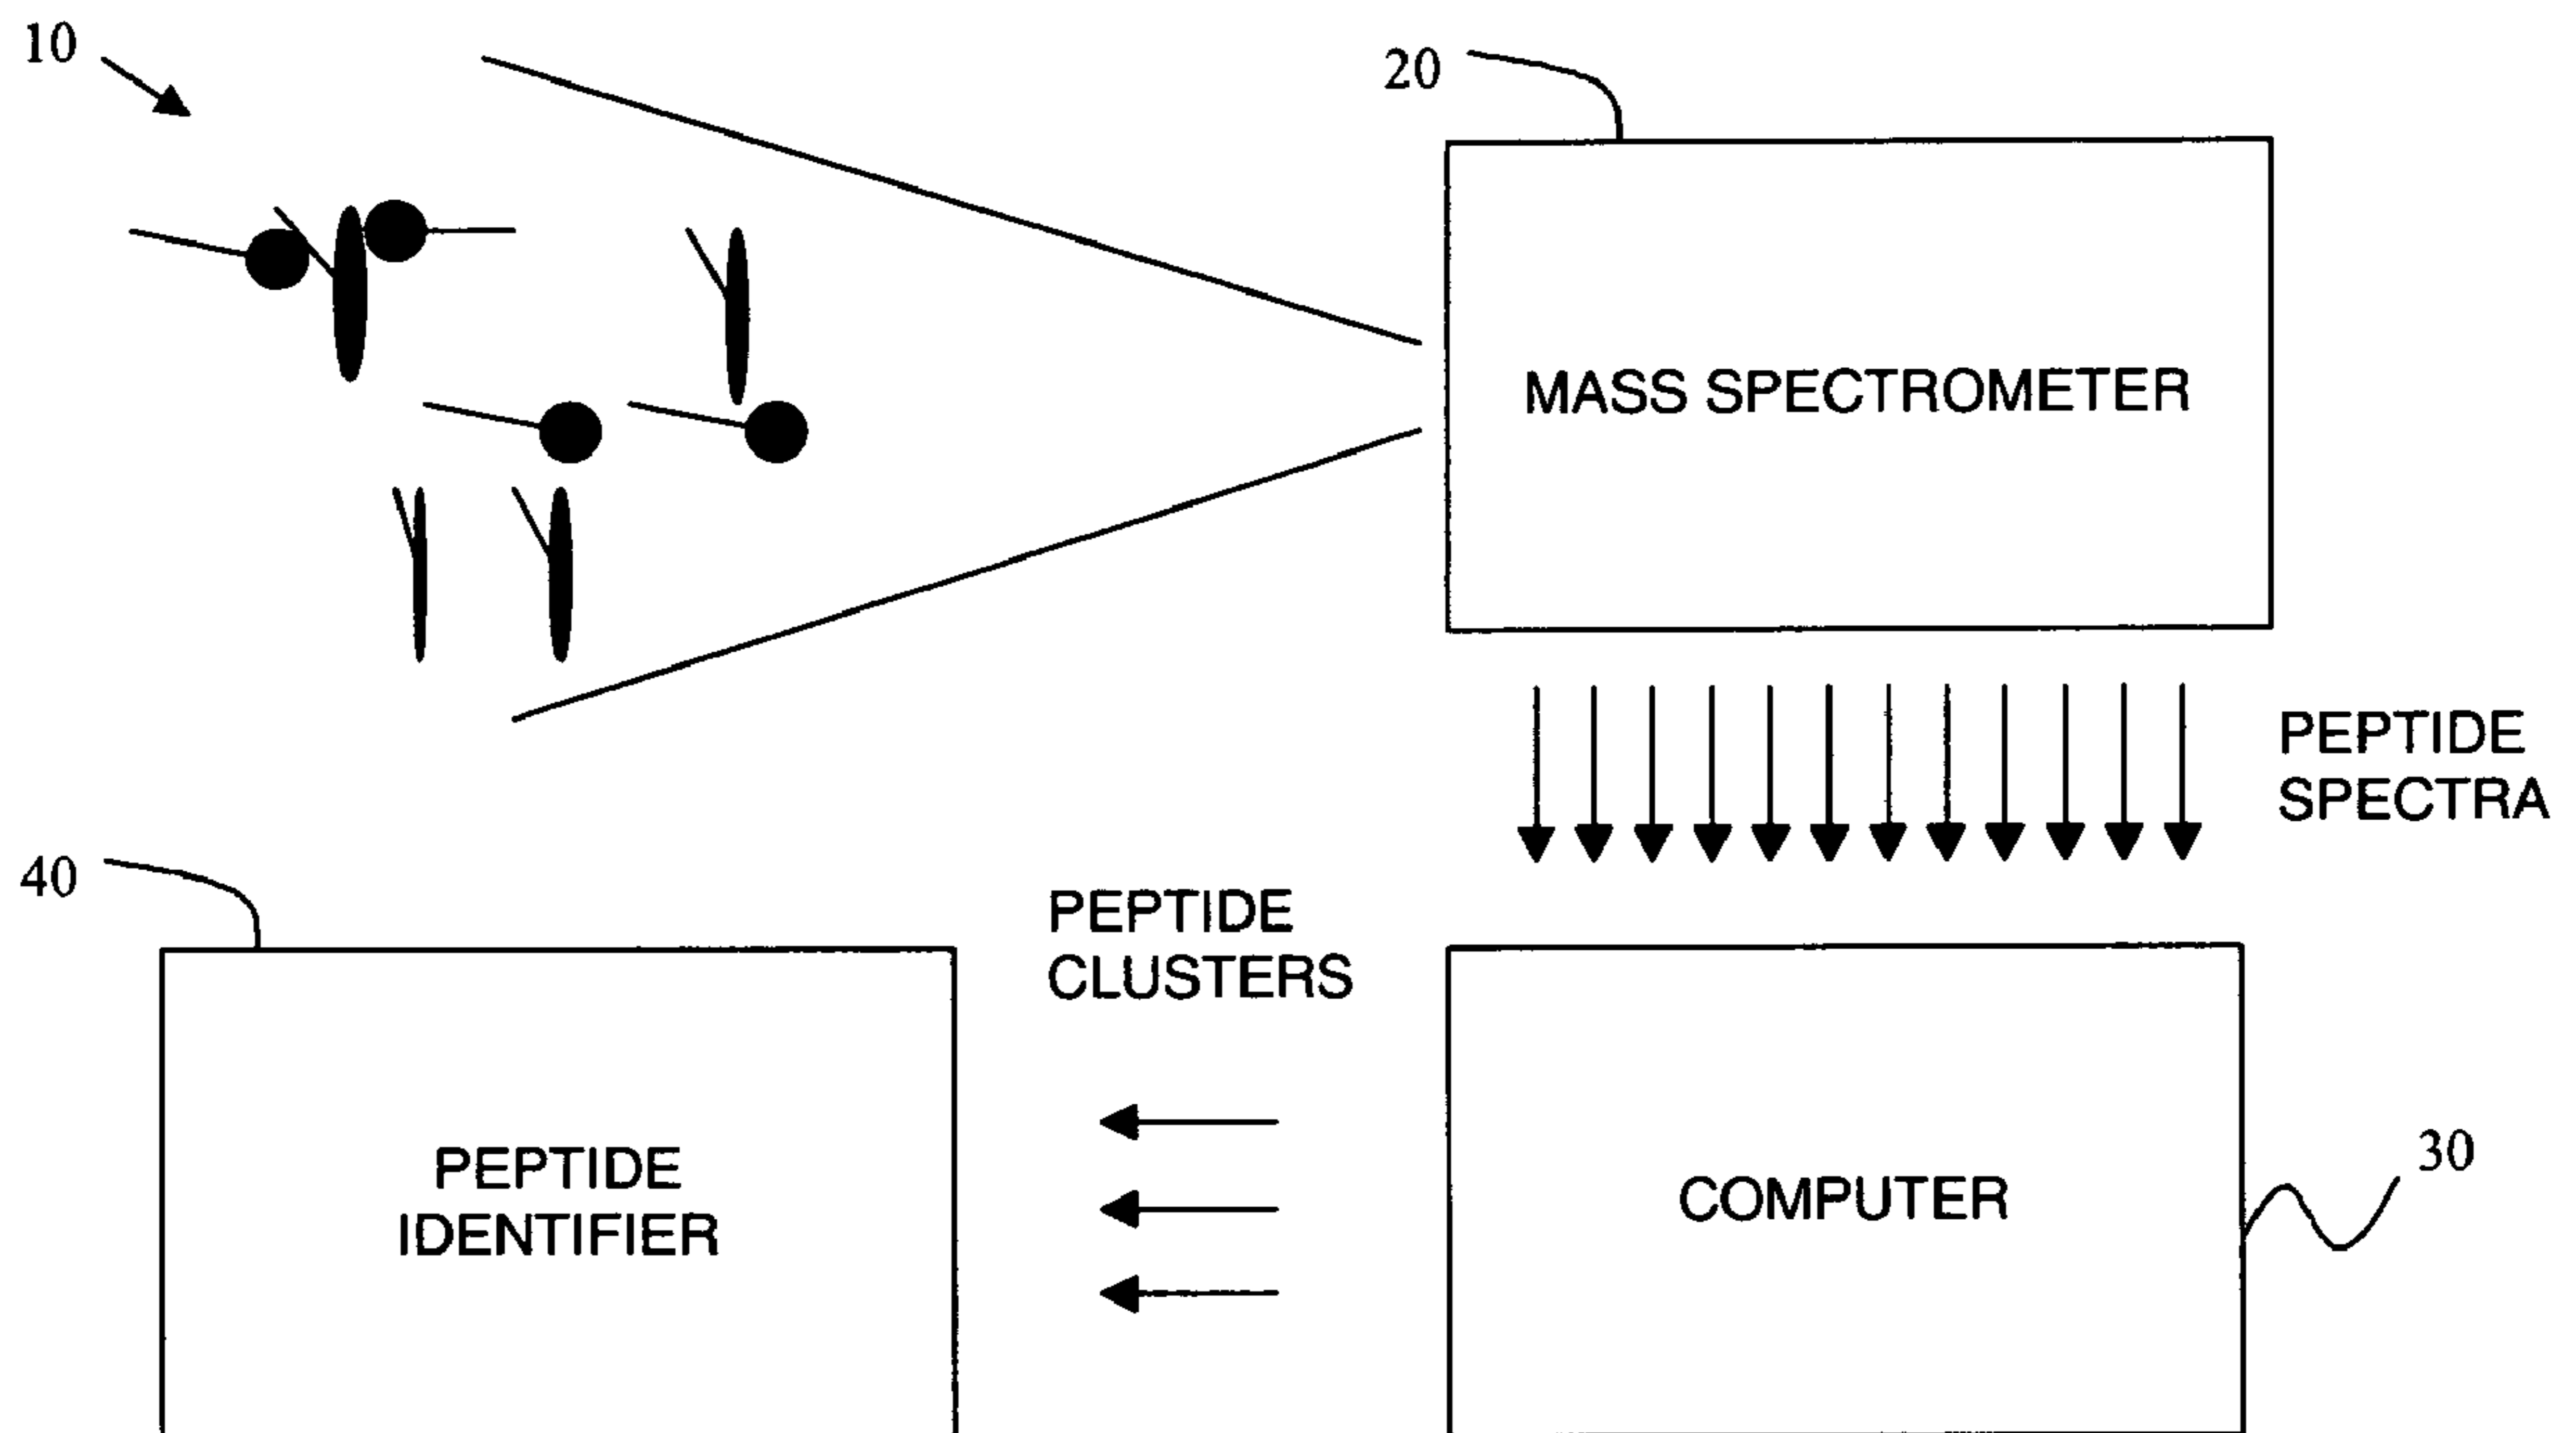 10
20
MASS SPECTROMETER
PEPTIDE
SPECTRA
40
PEPTIDE
CLUSTERS
PEPTIDE
IDENTIFIER
COMPUTER
30